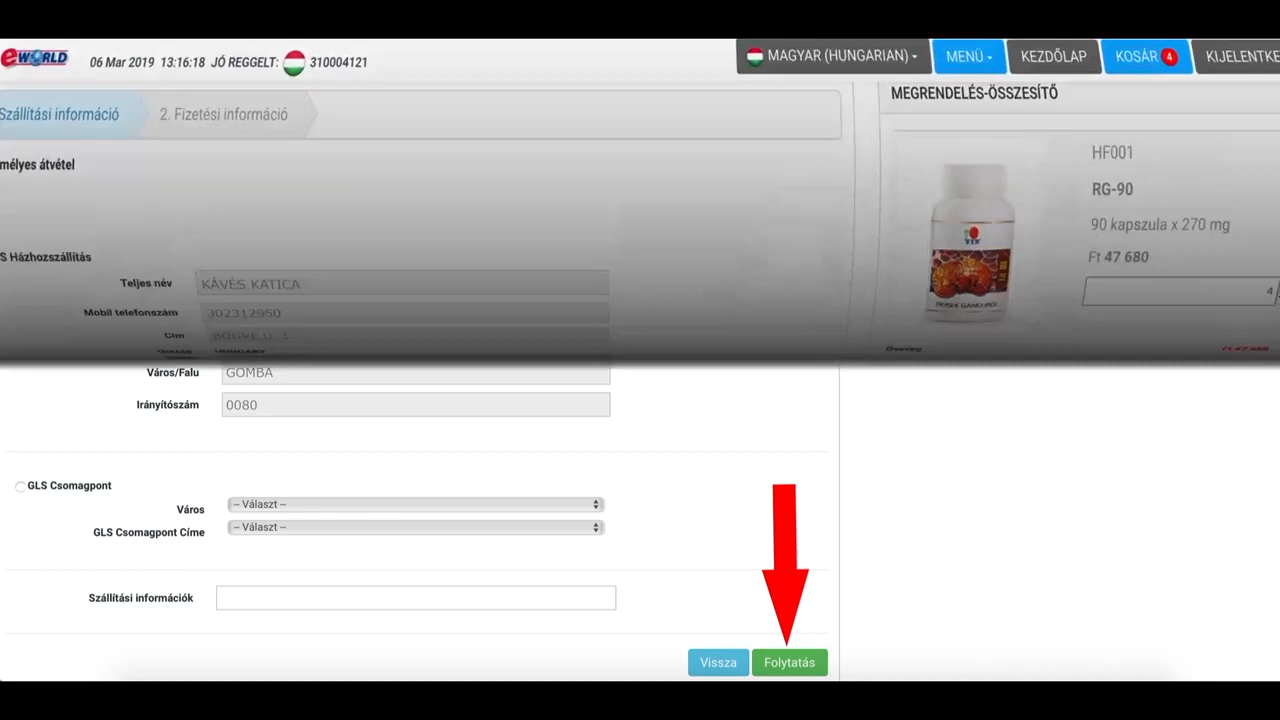 eWORLD
06 Mar 2019 13:16:18 JÓ REGGELT: 310004121
MAGYAR (HUNGARIAN)
MENÜ
KEZDŐLAP
KOSÁR 4
KIJELENTKE
Szállítási információ
2. Fizetési információ
mélyes átvétel
S Házhozszállítás
Teljes név KÁVÉS KATICA
Mobil telefonszám 302312950
Cím
Város/Falu GOMBA
Irányítószám 0080
GLS Csomagpont
Város -- Választ --
GLS Csomagpont Címe -- Választ --
Szállítási információk
Vissza
Folytatás
MEGRENDELÉS-ÖSSZESÍTŐ
HF001
RG-90
90 kapszula x 270 mg
Ft 47 680
4